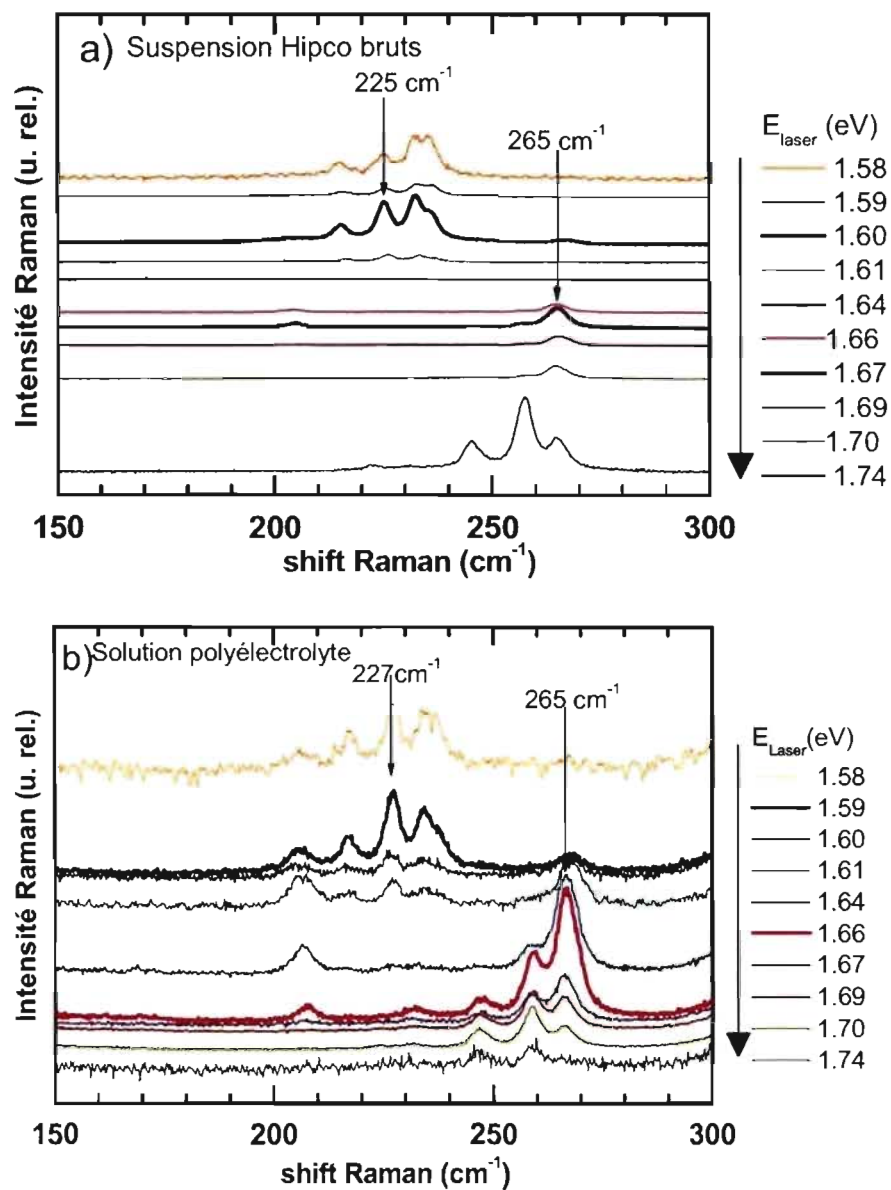 a) Suspension Hipco bruts
225 cm⁻¹
265 cm⁻¹
Intensité Raman (u. rel.)
150 200 250 300
shift Raman (cm⁻¹)
E_laser (eV)
1.58
1.59
1.60
1.61
1.64
1.66
1.67
1.69
1.70
1.74
b) Solution polyélectrolyte
227cm⁻¹
265 cm⁻¹
Intensité Raman (u. rel.)
150 200 250 300
shift Raman (cm⁻¹)
E_Laser(eV)
1.58
1.59
1.60
1.61
1.64
1.66
1.67
1.69
1.70
1.74